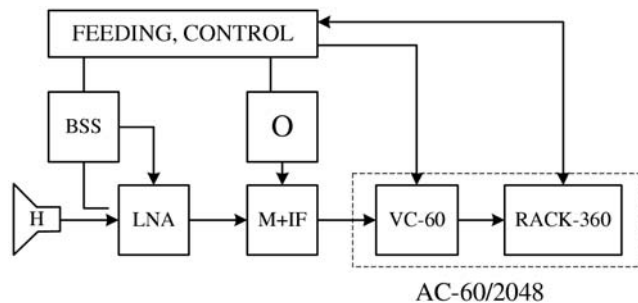 FEEDING, CONTROL
BSS
O
H
LNA
M+IF
VC-60
RACK-360
AC-60/2048